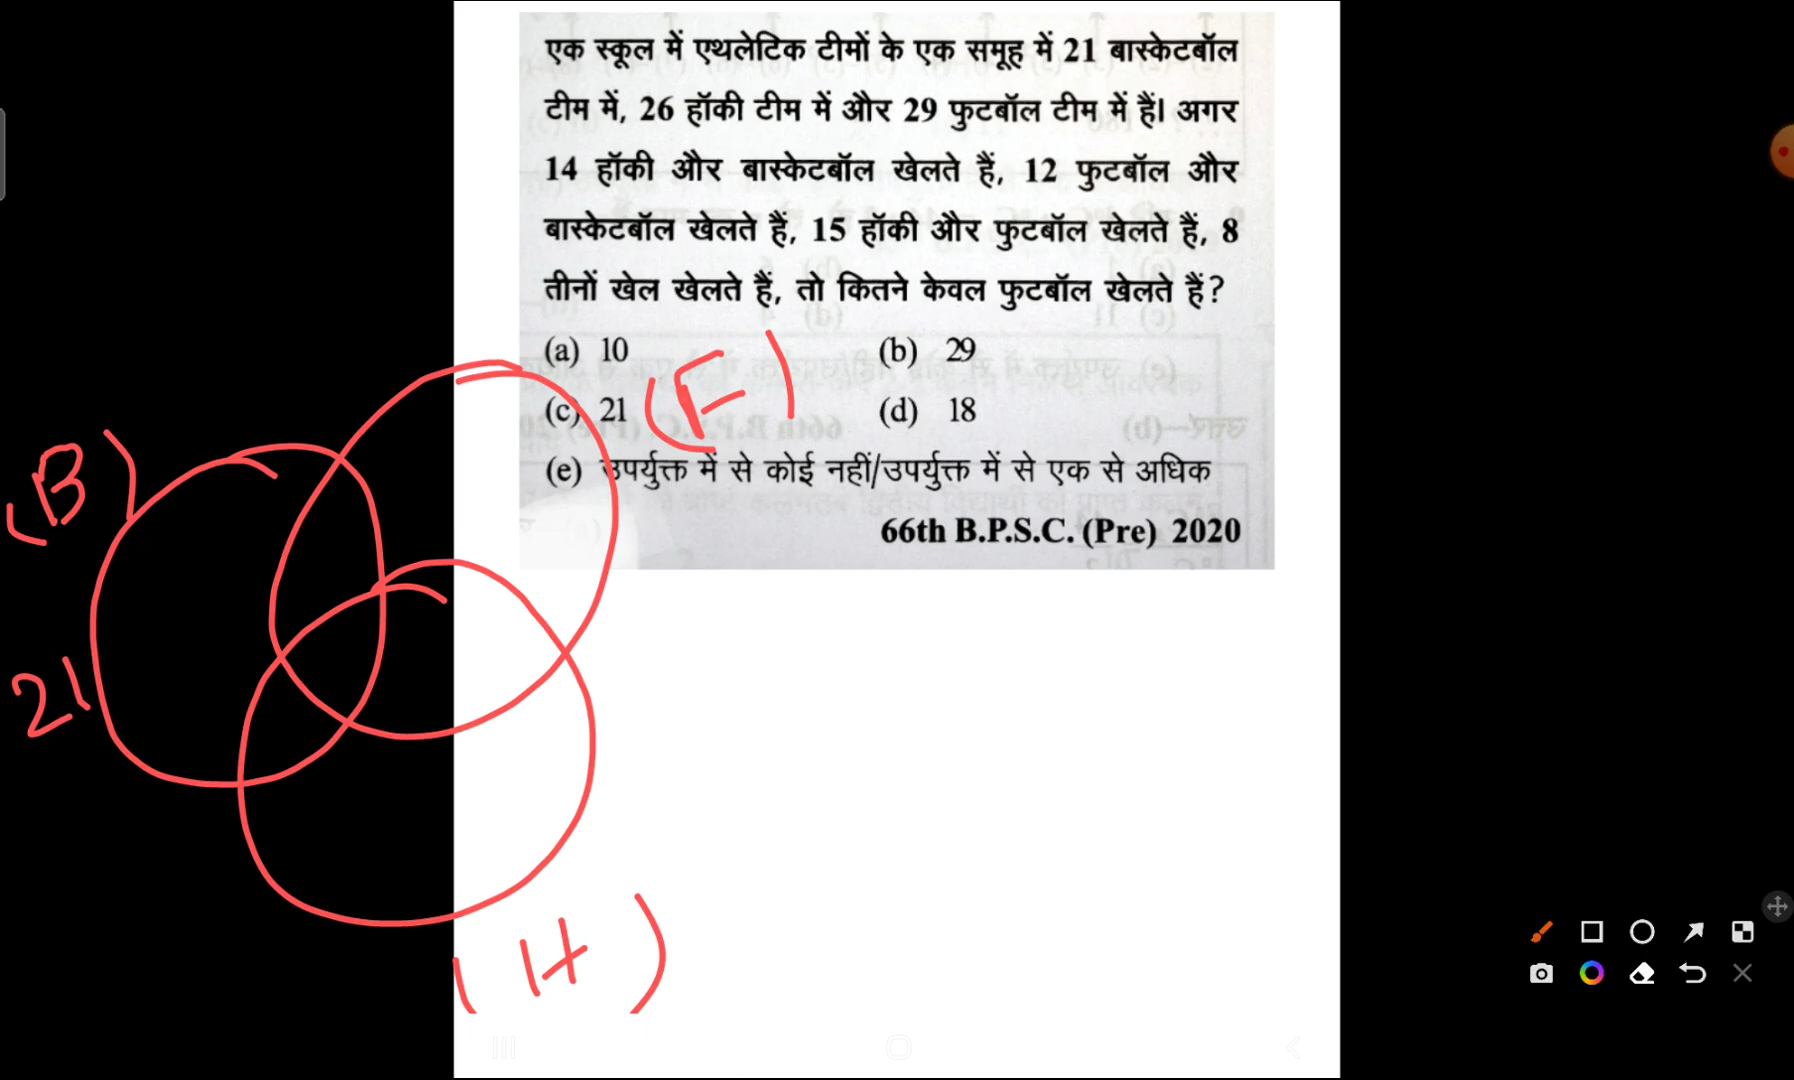 एक स्कूल में एथलेटिक टीमों के एक समूह में 21 बास्केटबॉल
टीम में, 26 हॉकी टीम में और 29 फुटबॉल टीम में हैं। अगर
14 हॉकी और बास्केटबॉल खेलते हैं, 12 फुटबॉल और
बास्केटबॉल खेलते हैं, 15 हॉकी और फुटबॉल खेलते हैं, 8
तीनों खेल खेलते हैं, तो कितने केवल फुटबॉल खेलते हैं?
(a) 10 (b) 29
(c) 21 (d) 18
(F)
(e) उपर्युक्त में से कोई नहीं/उपर्युक्त में से एक से अधिक
66th B.P.S.C. (Pre) 2020
(B)
21
(H)